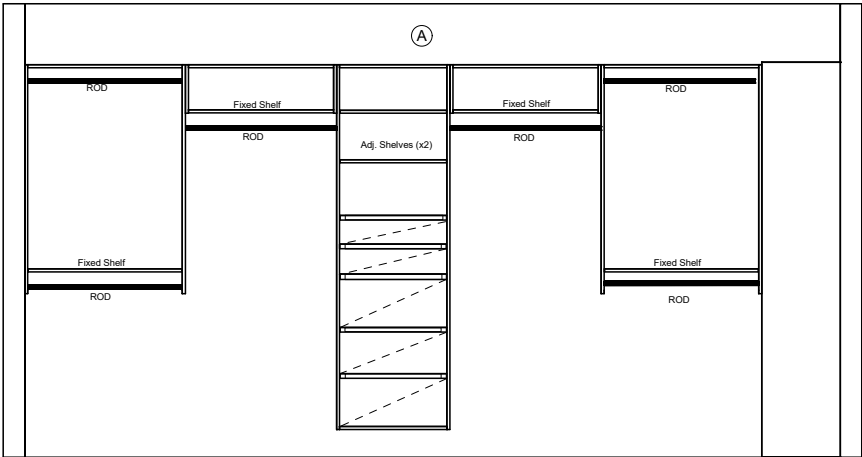 A
ROD
ROD
Fixed Shelf
Fixed Shelf
ROD
ROD
Adj. Shelves (x2)
Fixed Shelf
Fixed Shelf
ROD
ROD